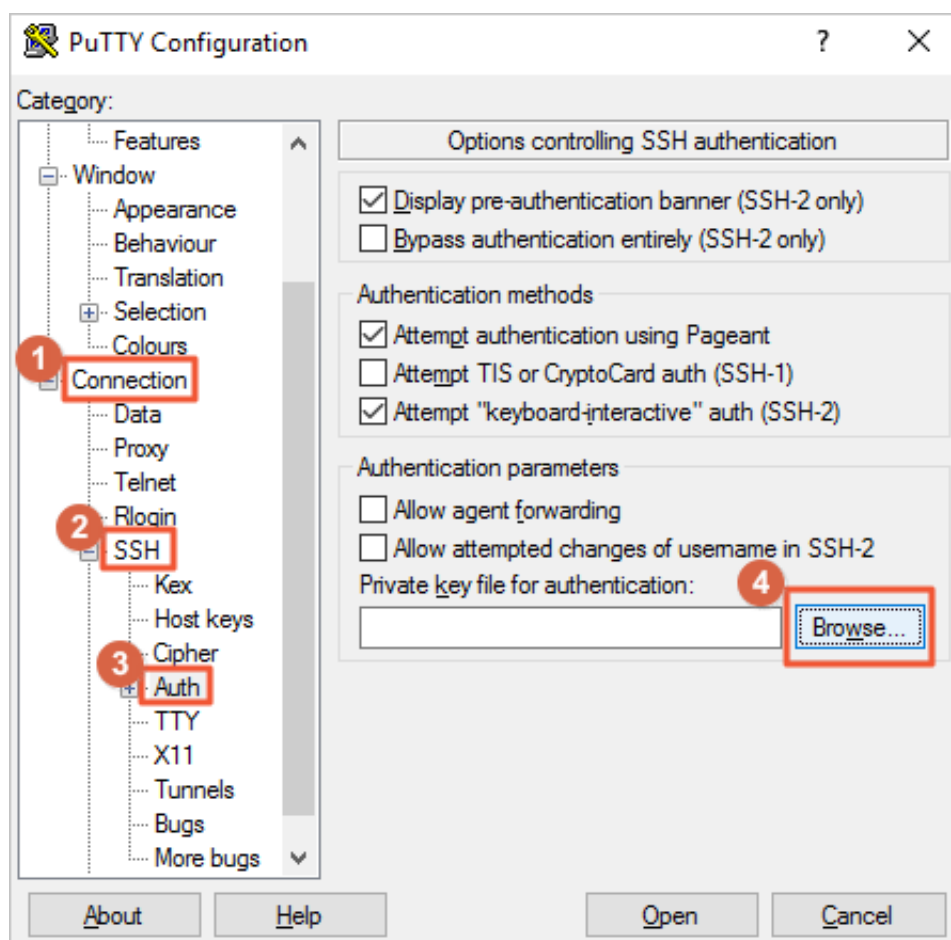 PuTTY Configuration
?
Category:
Features
Window
Appearance
Behaviour
Translation
Selection
Colours
1
Connection
Data
Proxy
Telnet
Rlogin
2
SSH
Kex
Host keys
Cipher
3
Auth
TTY
X11
Tunnels
Bugs
More bugs
Options controlling SSH authentication
Display pre-authentication banner (SSH-2 only)
Bypass authentication entirely (SSH-2 only)
Authentication methods
Attempt authentication using Pageant
Attempt TIS or CryptoCard auth (SSH-1)
Attempt "keyboard-interactive" auth (SSH-2)
Authentication parameters
Allow agent forwarding
Allow attempted changes of username in SSH-2
Private key file for authentication:
4
Browse...
About
Help
Open
Cancel